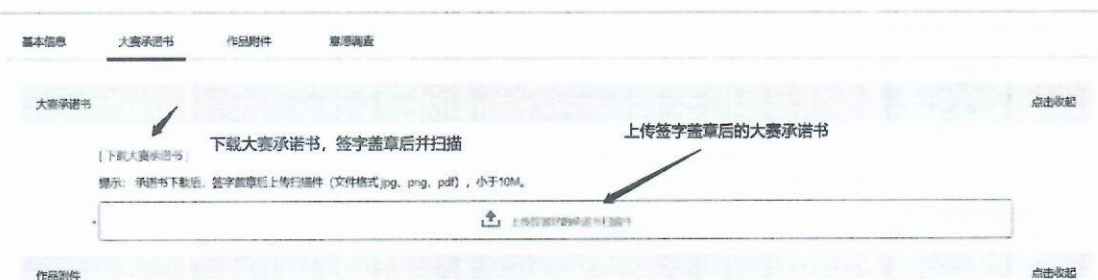 基本信息 大赛承诺书 作品附件 意愿调查
大赛承诺书 点击收起
上传签字盖章后的大赛承诺书
下载大赛承诺书，签字盖章后并扫描
[下载大赛承诺书]
提示： 承诺书下载后，签字盖章后上传扫描件（文件格式 jpg、png、pdf），小于10M。
作品附件 点击收起